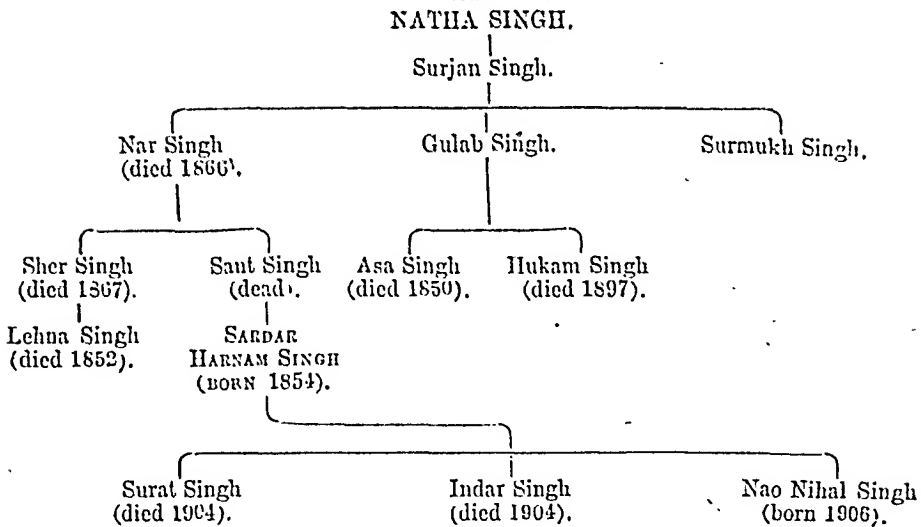 NATHA SINGH.
Surjan Singh.
Nar Singh
(died 1866).
Gulab Singh.
Surmukh Singh.
Sher Singh
(died 1867).
Sant Singh
(dead).
Asa Singh
(died 1850).
Hukam Singh
(died 1897).
Lehna Singh
(died 1852).
SARDAR
HARNAM SINGH
(BORN 1854).
Surat Singh
(died 1904).
Indar Singh
(died 1904).
Nao Nihal Singh
(born 1906).